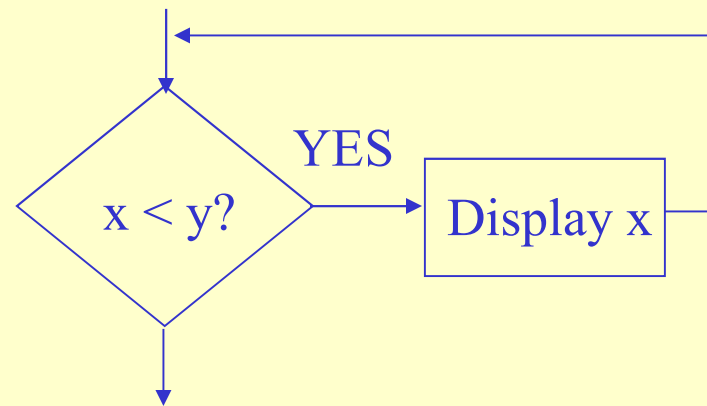 YES
x < y?
Display x